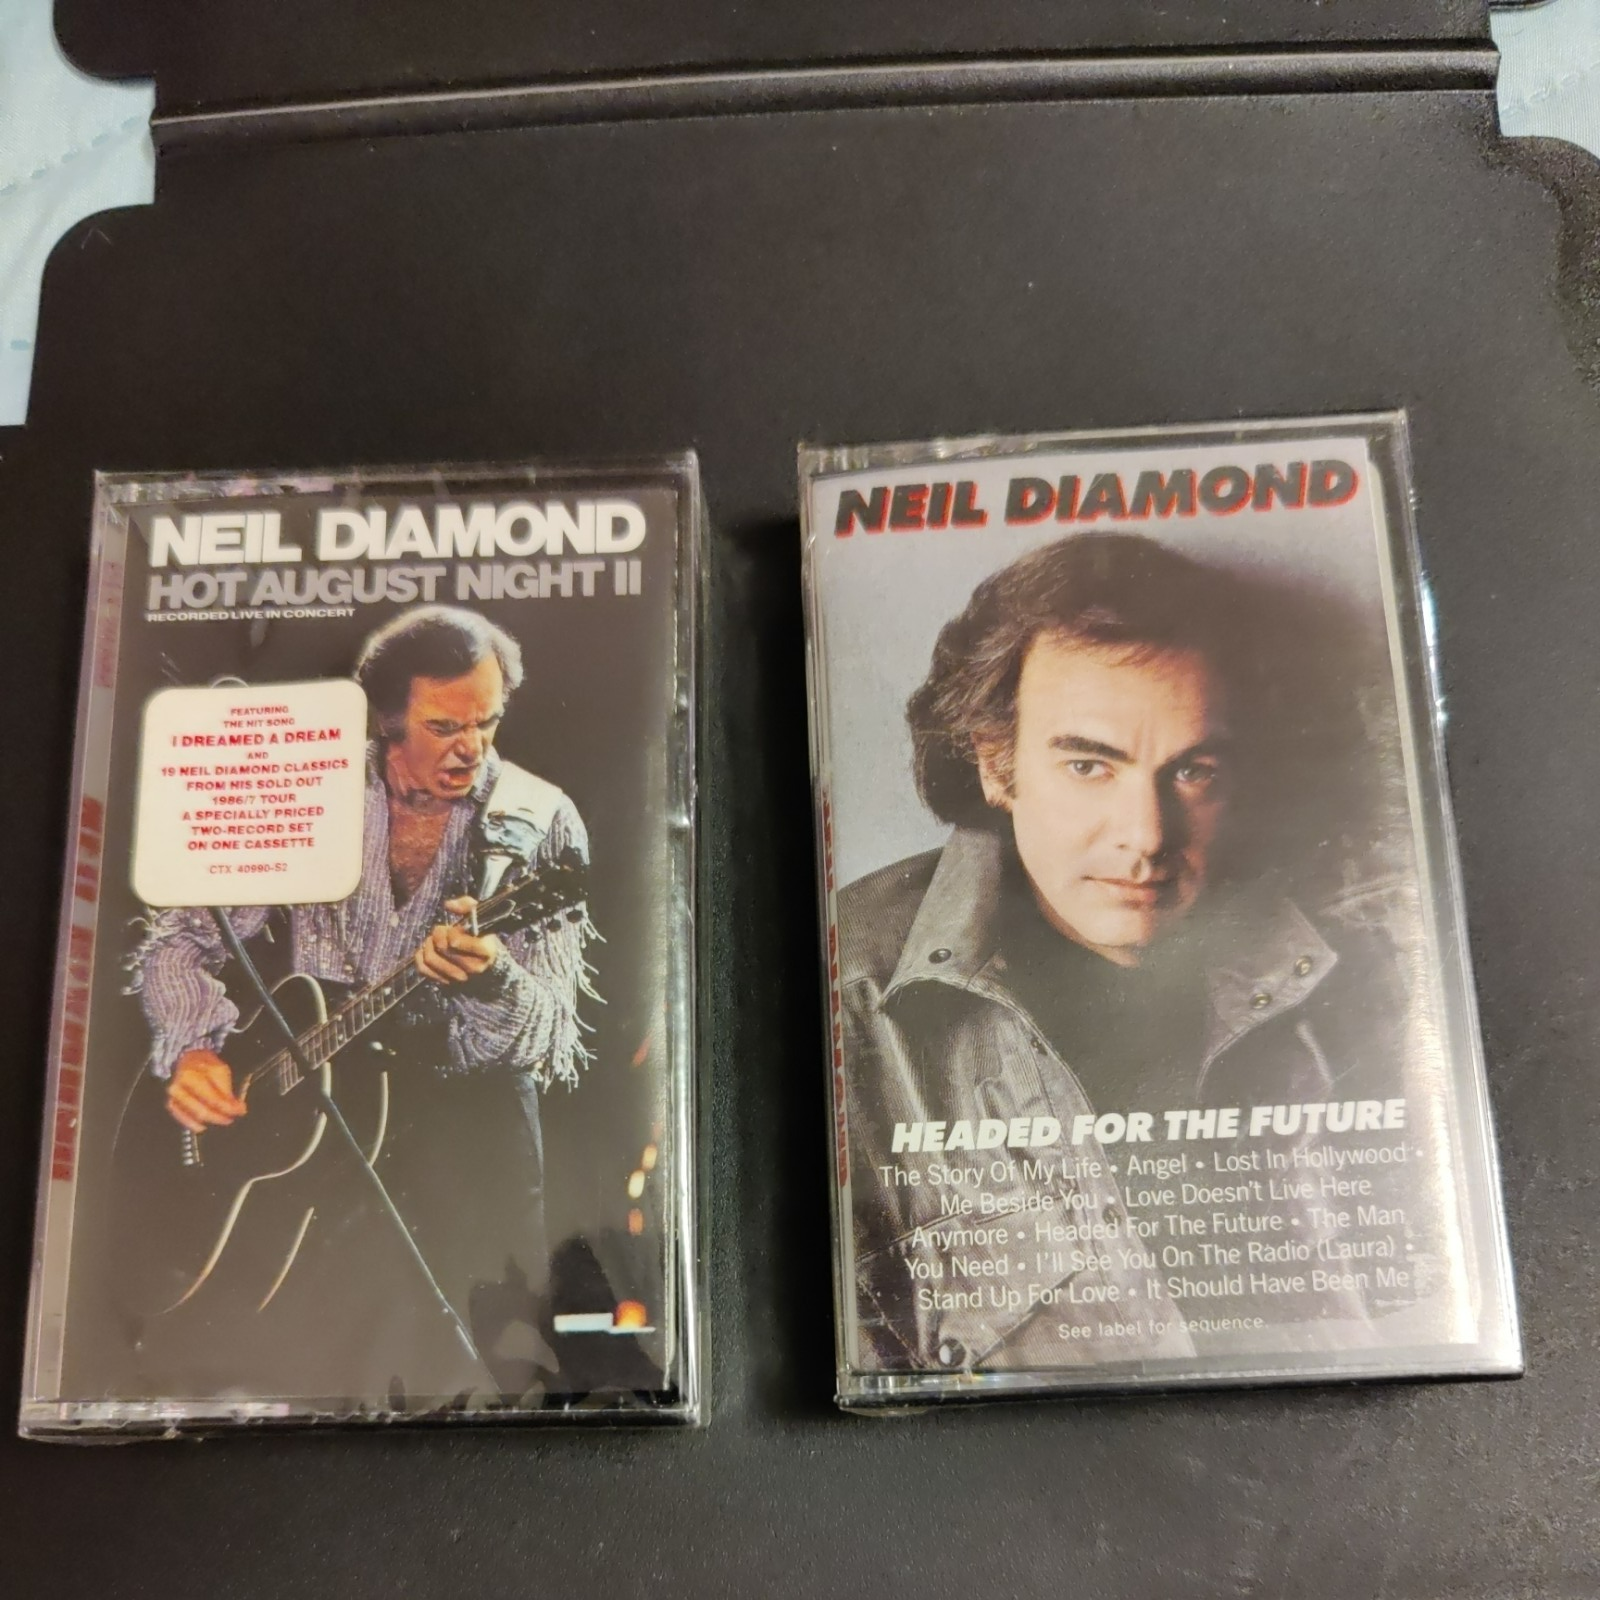 NEIL DIAMOND
HOT AUGUST NIGHT II
RECORDED LIVE IN CONCERT
FEATURING
THE HIT SONG
I DREAMED A DREAM
AND
19 NEIL DIAMOND CLASSICS
FROM HIS SOLD OUT
1986/7 TOUR
A SPECIALLY PRICED
TWO-RECORD SET
ON ONE CASSETTE
CTX 40990-S2
NEIL DIAMOND
HEADED FOR THE FUTURE
The Story Of My Life • Angel • Lost In Hollywood •
Me Beside You • Love Doesn't Live Here
Anymore • Headed For The Future • The Man
You Need • I'll See You On The Radio (Laura) •
Stand Up For Love • It Should Have Been Me
See label for sequence.